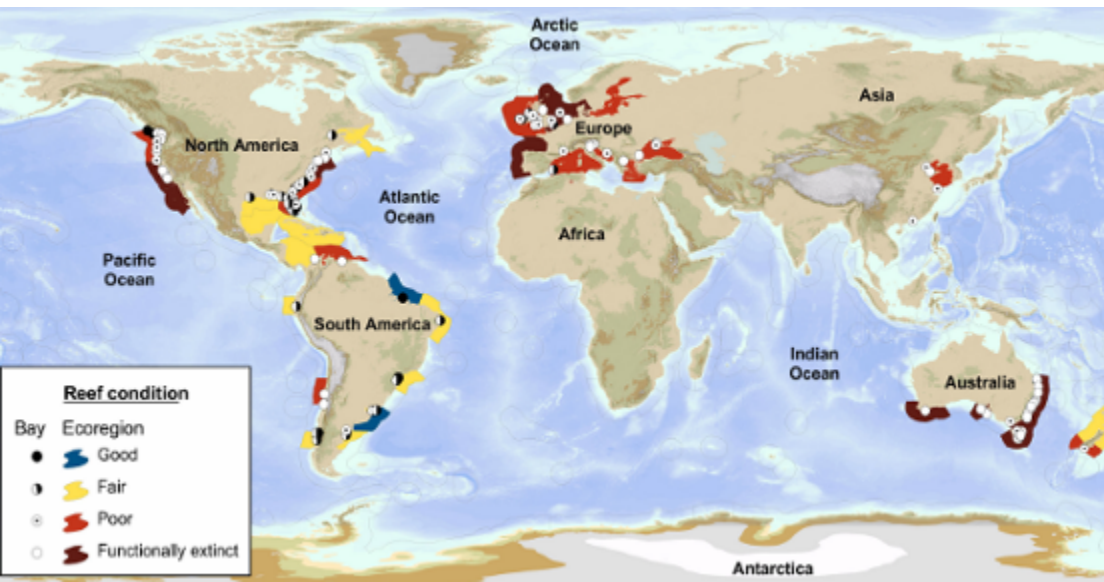 Arctic
Ocean
Asia
North America
Europe
Atlantic
Ocean
Africa
Pacific
Ocean
South America
Indian
Ocean
Australia
Reef condition
Bay Ecoregion
Good
Fair
Poor
Functionally extinct
Antarctica